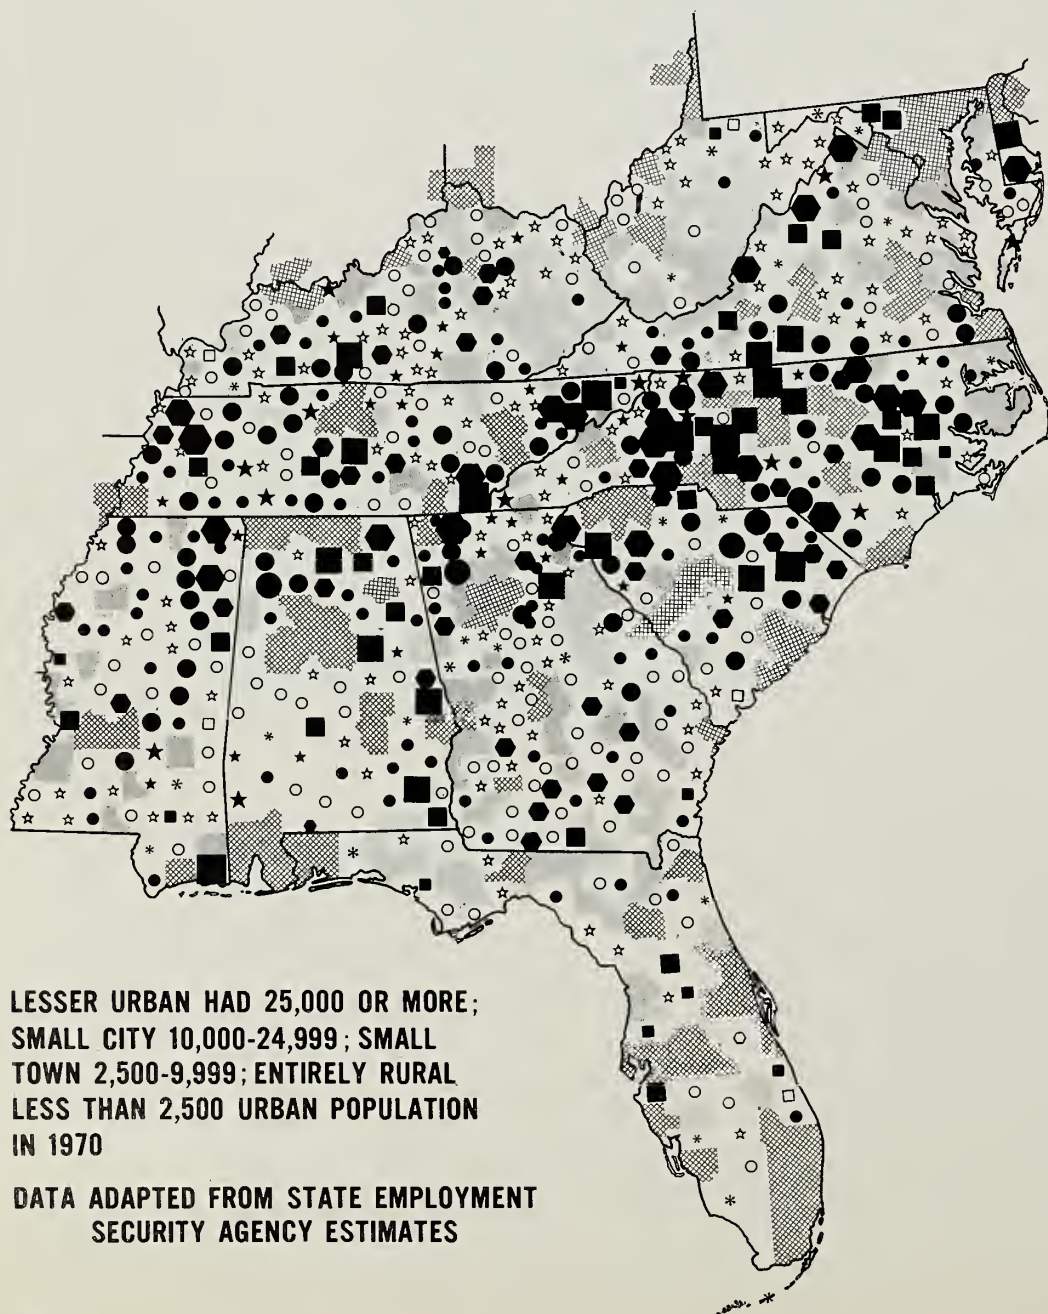 LESSER URBAN HAD 25,000 OR MORE;
SMALL CITY 10,000-24,999; SMALL
TOWN 2,500-9,999; ENTIRELY RURAL
LESS THAN 2,500 URBAN POPULATION
IN 1970
DATA ADAPTED FROM STATE EMPLOYMENT
SECURITY AGENCY ESTIMATES